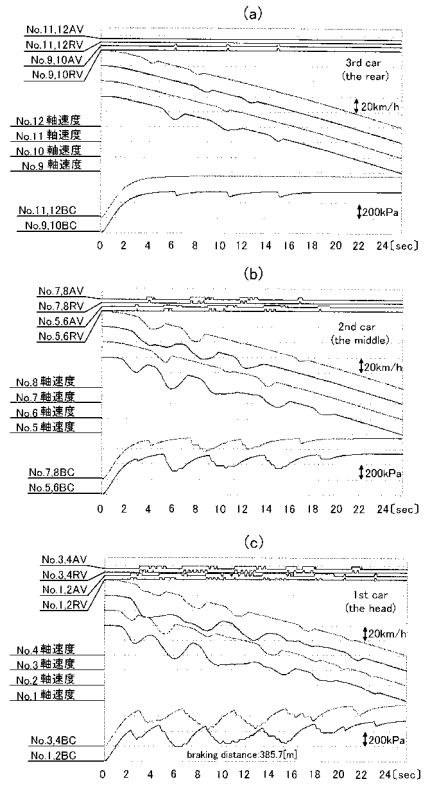 (a)
No.11,12AV
No.11,12RV
No.9,10AV
No.9,10RV
3rd car
(the rear)
20km/h
No.12 軸速度
No.11 軸速度
No.10 軸速度
No.9 軸速度
No.11,12BC
No.9,10BC
200kPa
0 2 4 6 8 10 12 14 16 18 20 22 24[sec]
(b)
No.7,8AV
No.7,8RV
No.5,6AV
No.5,6RV
2nd car
(the middle)
20km/h
No.8 軸速度
No.7 軸速度
No.6 軸速度
No.5 軸速度
No.7,8BC
No.5,6BC
200kPa
0 2 4 6 8 10 12 14 16 18 20 22 24[sec]
(c)
No.3,4AV
No.3,4RV
No.1,2AV
No.1,2RV
1st car
(the head)
20km/h
No.4 軸速度
No.3 軸速度
No.2 軸速度
No.1 軸速度
No.3,4BC
No.1,2BC
200kPa
braking distance:385.7[m]
0 2 4 6 8 10 12 14 16 18 20 22 24[sec]